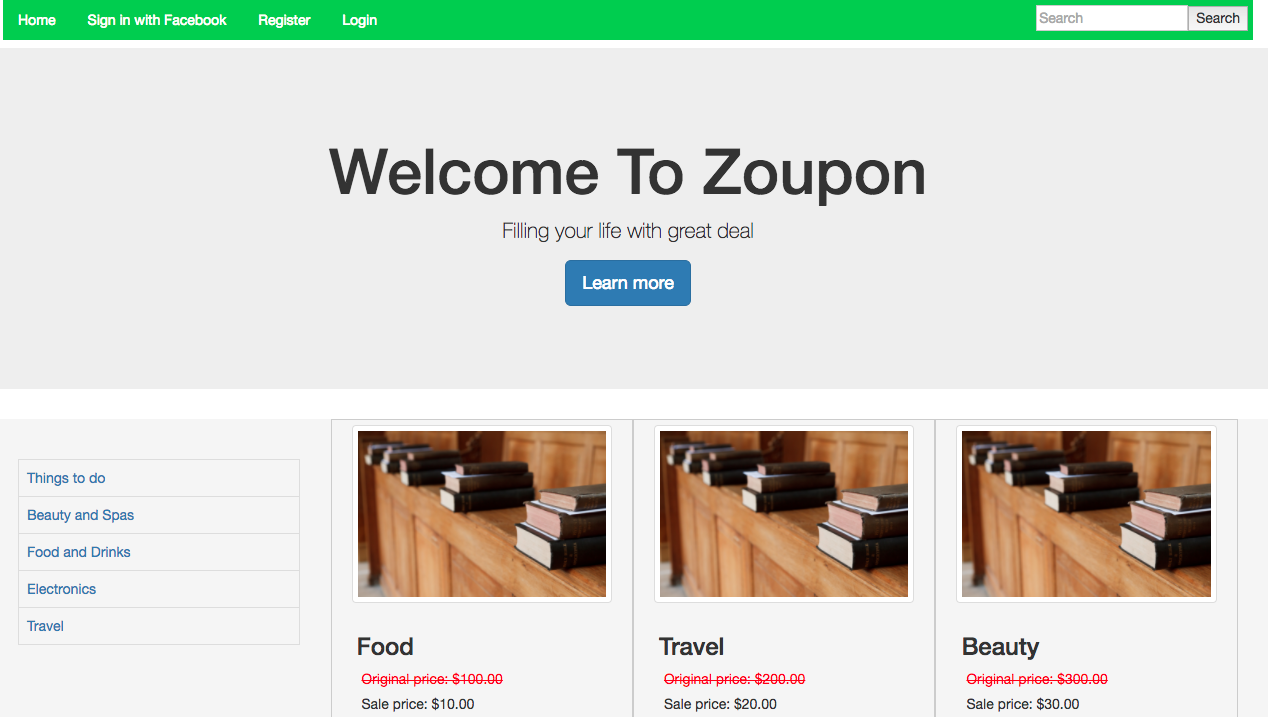 Home Sign in with Facebook Register Login Search Search
Welcome To Zoupon
Filling your life with great deal
Learn more
Things to do
Beauty and Spas
Food and Drinks
Electronics
Travel
Food
Original price: $100.00
Sale price: $10.00
Travel
Original price: $200.00
Sale price: $20.00
Beauty
Original price: $300.00
Sale price: $30.00